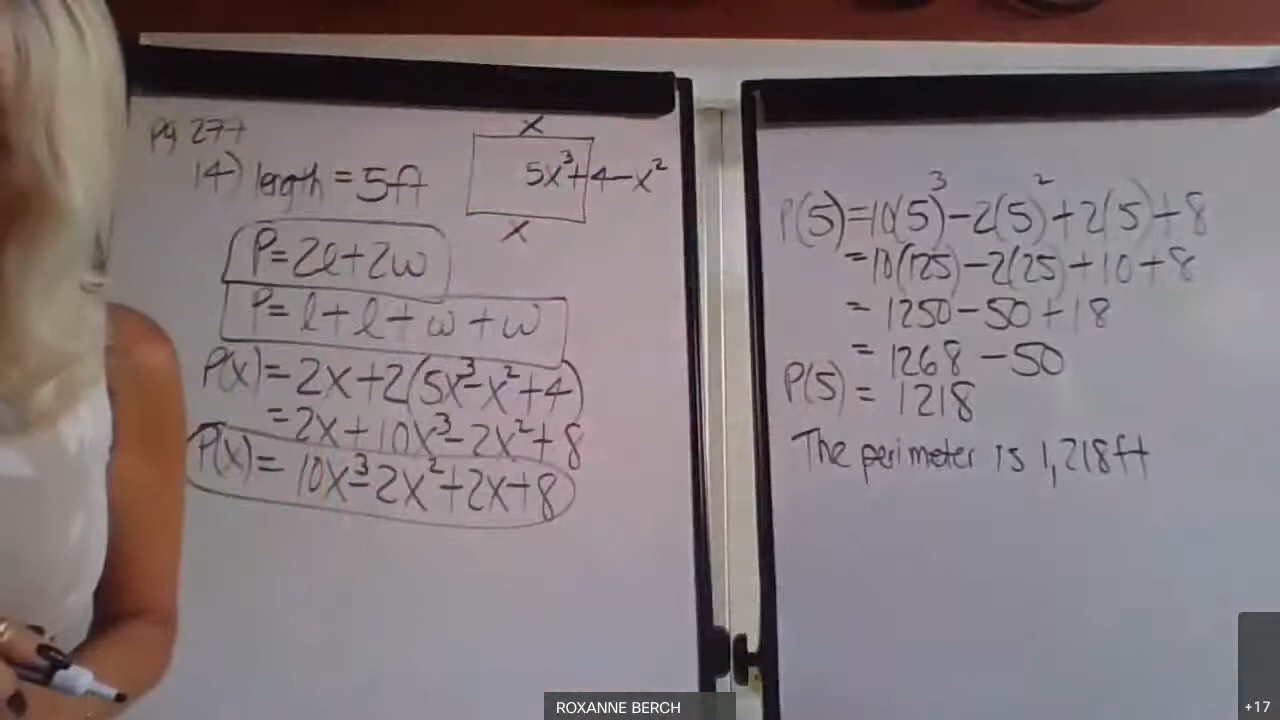 pg 277
14) length = 5ft
x
5x³+4-x²
x
P=2l+2w
P= l+l+w+w
P(x)=2x+2(5x³-x²+4)
=2x+10x³-2x²+8
P(x)= 10x³-2x²+2x+8
P(5)=10(5)³-2(5)²+2(5)+8
=10(125)-2(25)+10+8
= 1250-50+18
= 1268-50
P(5)= 1218
The perimeter is 1,218ft
ROXANNE BERCH
+17